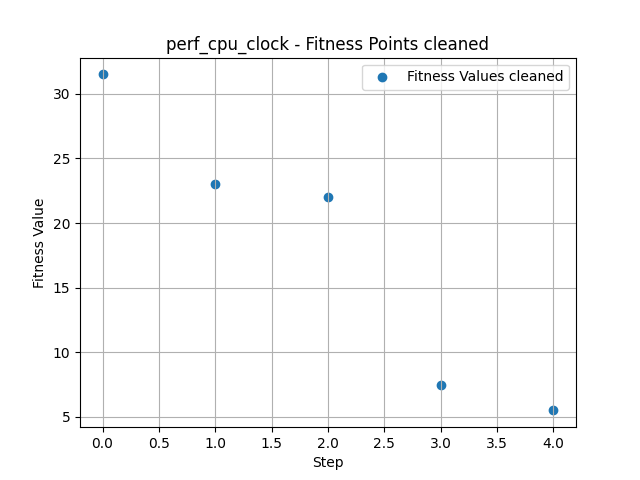 perf_cpu_clock - Fitness Points cleaned
Fitness Values cleaned
Fitness Value
30
25
20
15
10
5
0.0 0.5 1.0 1.5 2.0 2.5 3.0 3.5 4.0
Step